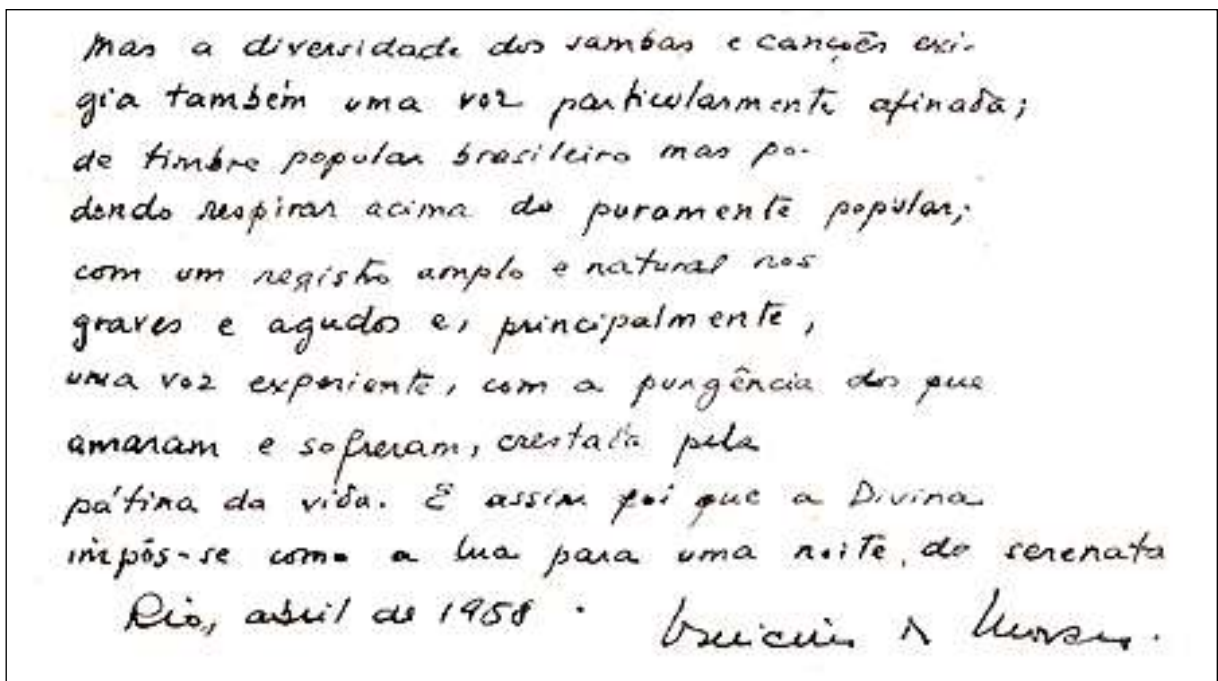 mas a diversidade dos sambas e canções exi-
gia também uma voz particularmente afinada;
de timbre popular brasileiro mas po-
dendo respirar acima do puramente popular;
com um registro amplo e natural nos
graves e agudos e, principalmente,
uma voz experiente, com a pungência dos que
amaram e sofreram, crestada pela
pátina da vida. E assim foi que a Divina
impôs-se como a lua para uma noite de serenata
Rio, abril de 1958. Vinicius de Moraes.